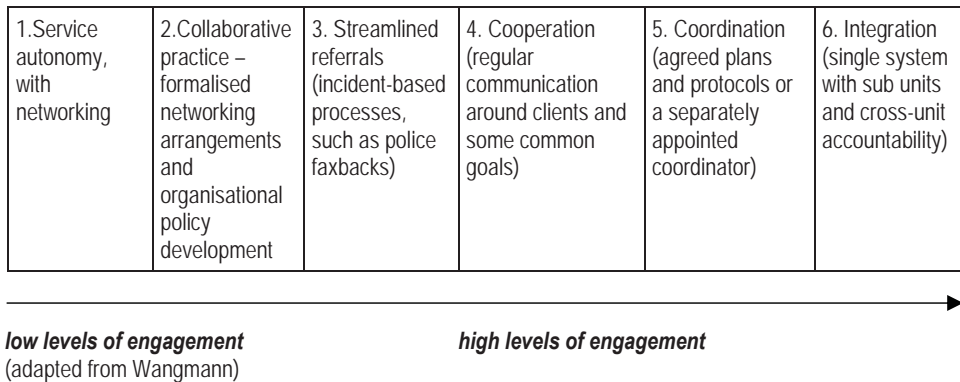 1.Service
autonomy,
with
networking
2.Collaborative
practice –
formalised
networking
arrangements
and
organisational
policy
development
3. Streamlined
referrals
(incident-based
processes,
such as police
faxbacks)
4. Cooperation
(regular
communication
around clients and
some common
goals)
5. Coordination
(agreed plans
and protocols or
a separately
appointed
coordinator)
6. Integration
(single system
with sub units
and cross-unit
accountability)
low levels of engagement
high levels of engagement
(adapted from Wangmann)